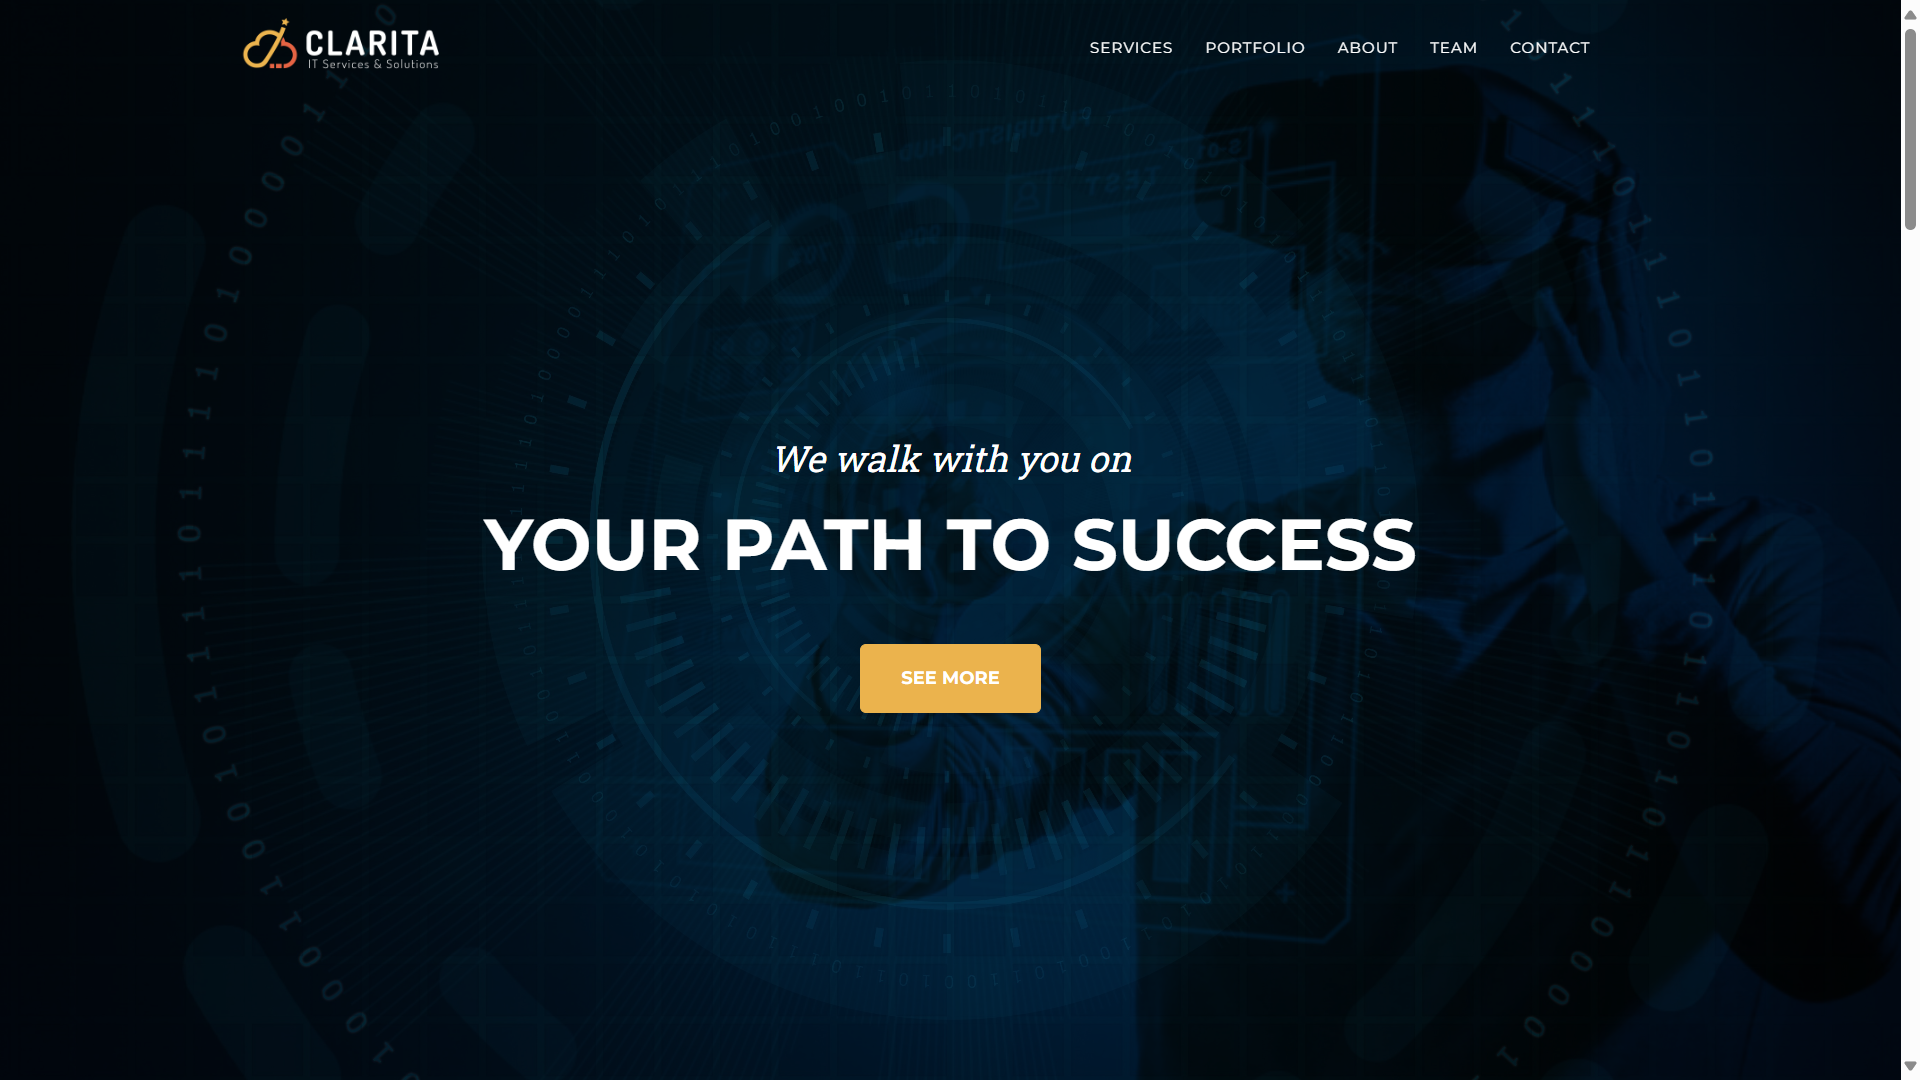 CLARITA
IT Services & Solutions
SERVICES
PORTFOLIO
ABOUT
TEAM
CONTACT
We walk with you on
YOUR PATH TO SUCCESS
SEE MORE